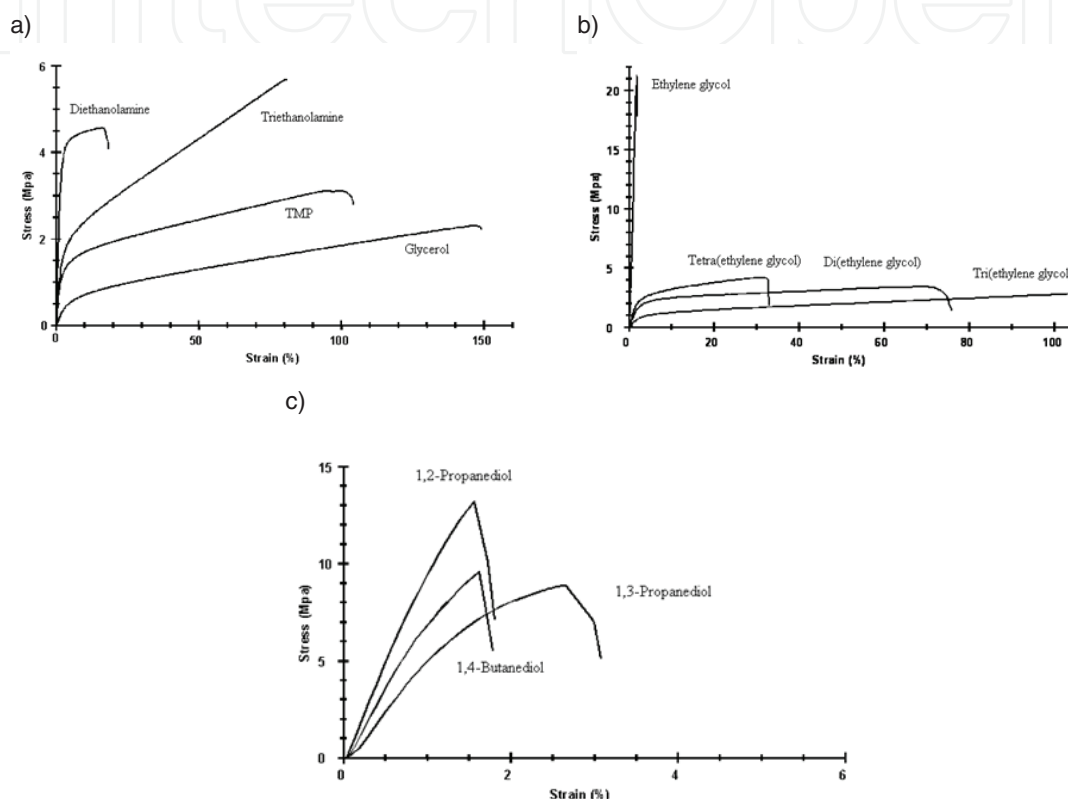 a)
b)
6
4
2
0
Stress (Mpa)
Diethanolamine
Triethanolamine
TMP
Glycerol
0 50 100 150
Strain (%)
20
15
10
5
0
Stress (Mpa)
Ethylene glycol
Tetra(ethylene glycol)
Di(ethylene glycol)
Tri(ethylene glycol
0 20 40 60 80 100
Strain (%)
c)
15
10
5
0
Stress (Mpa)
1,2-Propanediol
1,3-Propanediol
1,4-Butanediol
0 2 4 6
Strain (%)